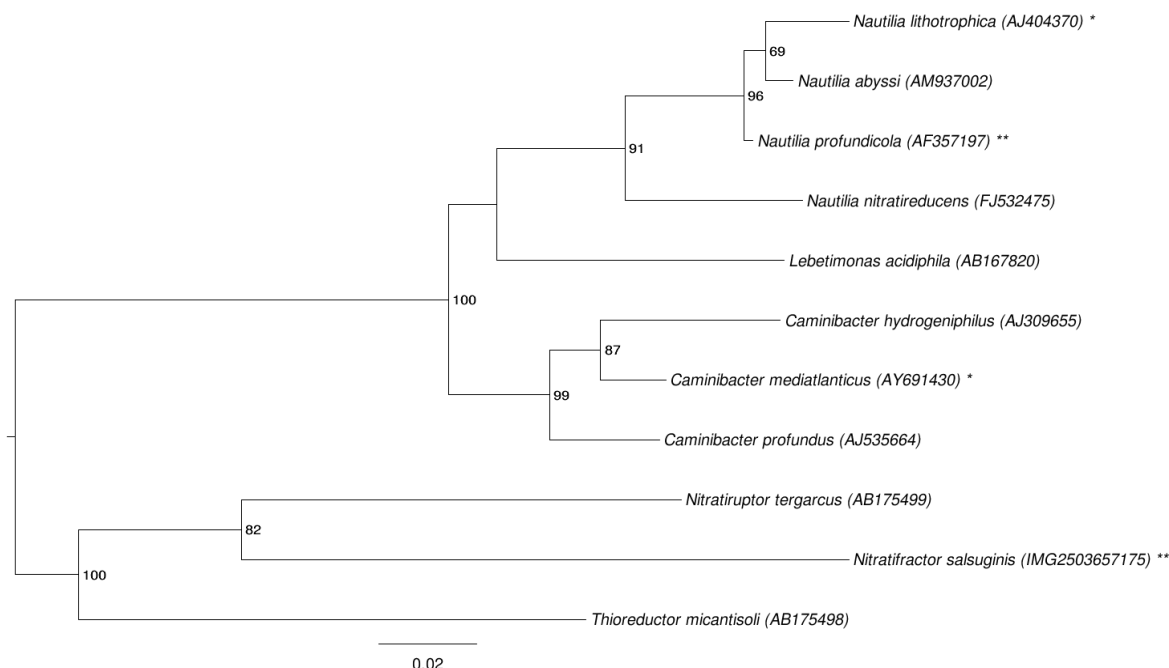 Nautilia lithotrophica (AJ404370) *
69
Nautilia abyssi (AM937002)
96
Nautilia profundicola (AF357197) **
91
Nautilia nitratireducens (FJ532475)
Lebetimonas acidiphila (AB167820)
100
Caminibacter hydrogeniphilus (AJ309655)
87
Caminibacter mediatlanticus (AY691430) *
99
Caminibacter profundus (AJ535664)
Nitratiruptor tergarcus (AB175499)
82
Nitratifractor salsuginis (IMG2503657175) **
100
Thioreductor micantisoli (AB175498)
0.02